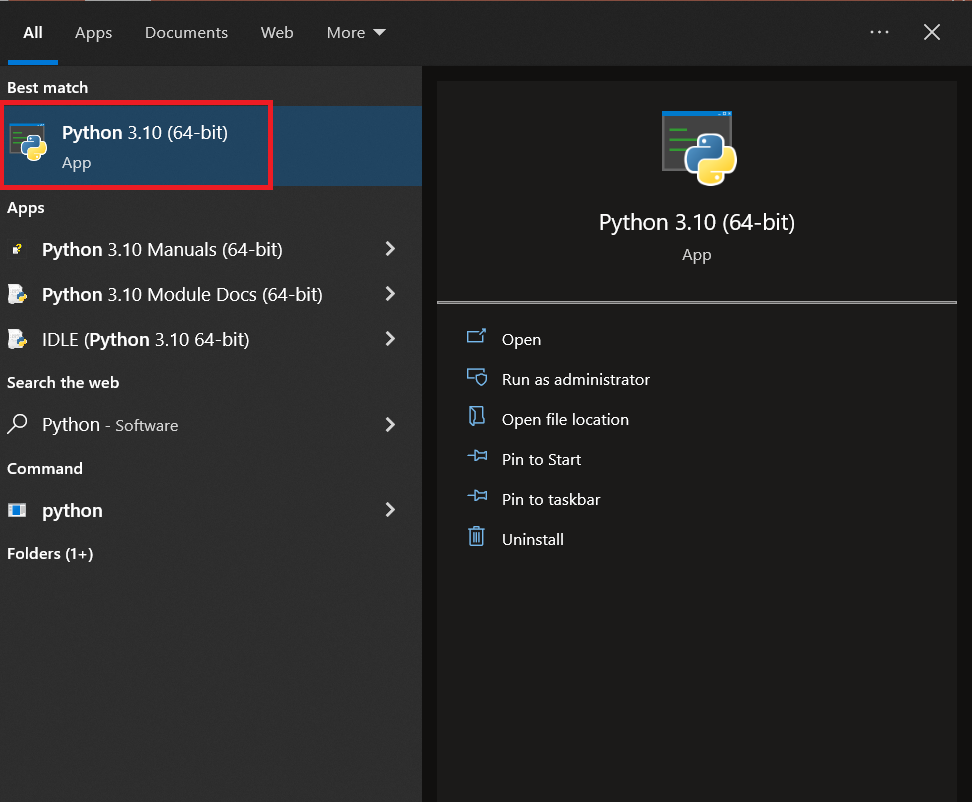 All Apps Documents Web More
Best match
Python 3.10 (64-bit)
App
Apps
Python 3.10 Manuals (64-bit)
Python 3.10 Module Docs (64-bit)
IDLE (Python 3.10 64-bit)
Search the web
Python - Software
Command
python
Folders (1+)
Python 3.10 (64-bit)
App
Open
Run as administrator
Open file location
Pin to Start
Pin to taskbar
Uninstall